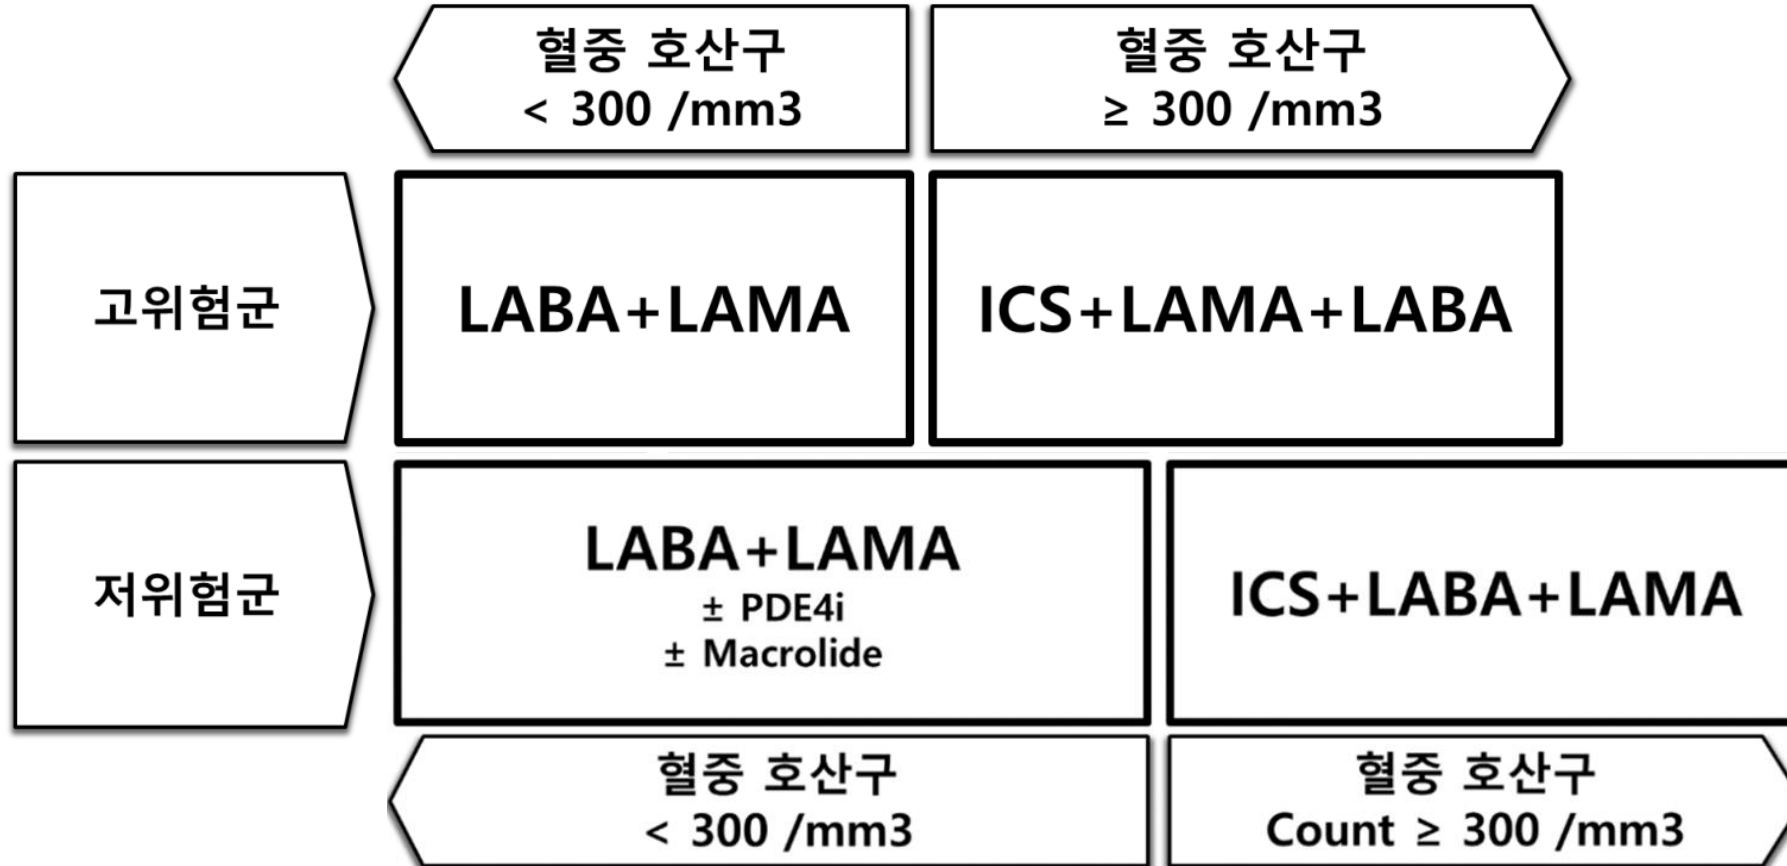 혈중 호산구
< 300 /mm3
혈중 호산구
≥ 300 /mm3
고위험군
LABA+LAMA
ICS+LAMA+LABA
저위험군
LABA+LAMA
± PDE4i
± Macrolide
ICS+LABA+LAMA
혈중 호산구
< 300 /mm3
혈중 호산구
Count ≥ 300 /mm3